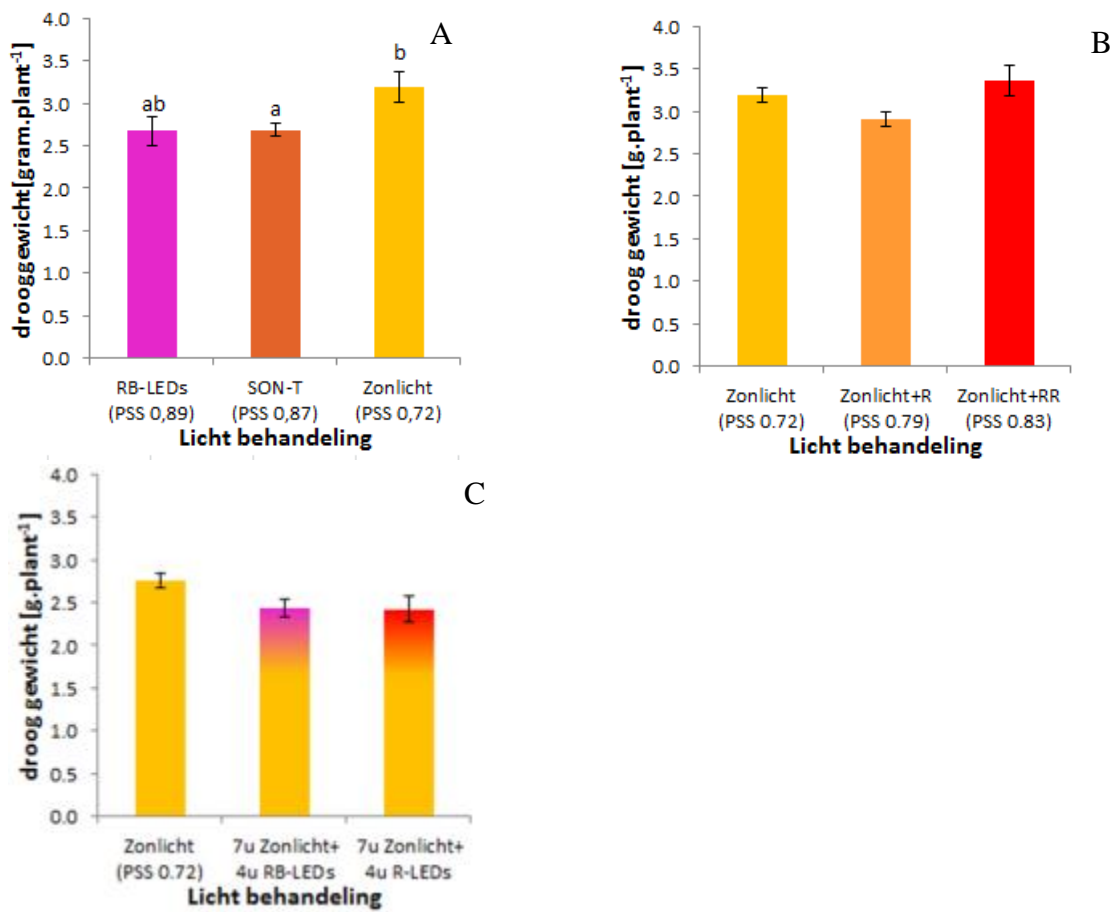 A
drooggewicht[gram.plant-1]
4.0
3.5
3.0
2.5
2.0
1.5
1.0
0.5
0.0
ab
a
b
RB-LEDs
(PSS 0,89)
SON-T
(PSS 0,87)
Zonlicht
(PSS 0,72)
Licht behandeling
B
droog gewicht [g.plant-1]
4.0
3.5
3.0
2.5
2.0
1.5
1.0
0.5
0.0
Zonlicht
(PSS 0.72)
Zonlicht+R
(PSS 0.79)
Zonlicht+RR
(PSS 0.83)
Licht behandeling
C
droog gewicht [g.plant-1]
4.0
3.5
3.0
2.5
2.0
1.5
1.0
0.5
0.0
Zonlicht
(PSS 0.72)
7u Zonlicht+
4u RB-LEDs
7u Zonlicht+
4u R-LEDs
Licht behandeling